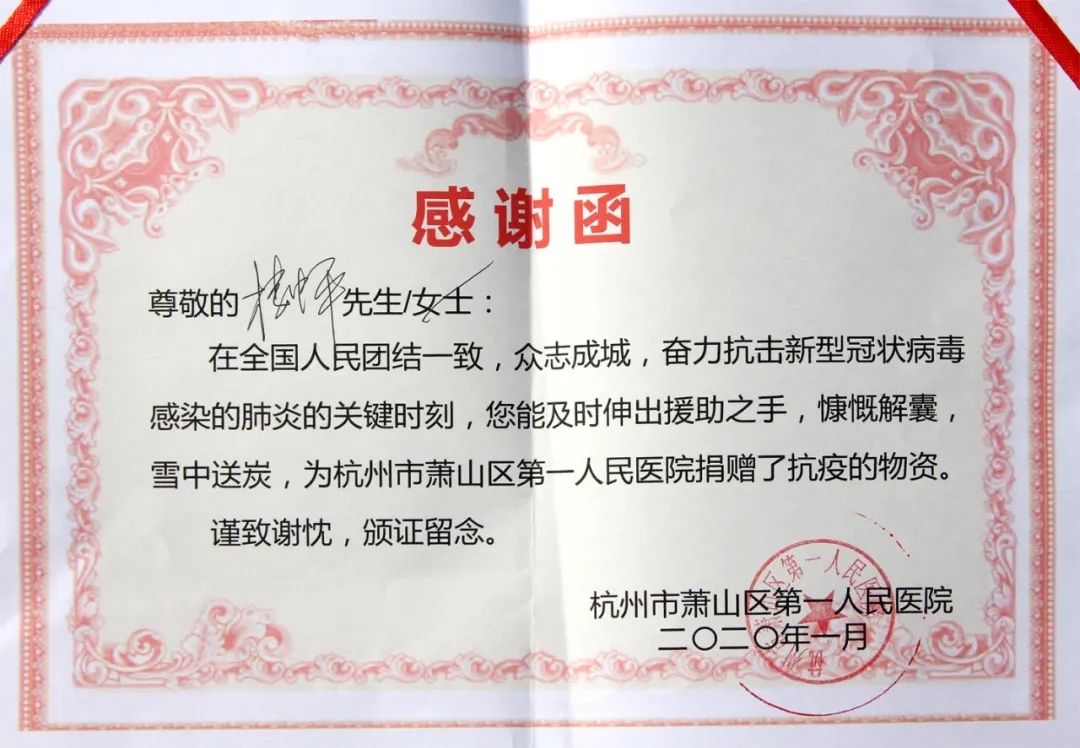 感谢函
尊敬的 先生/女士：
在全国人民团结一致，众志成城，奋力抗击新型冠状病毒
感染的肺炎的关键时刻，您能及时伸出援助之手，慷慨解囊，
雪中送炭，为杭州市萧山区第一人民医院捐赠了抗疫的物资。
谨致谢忱，颁证留念。
杭州市萧山区第一人民医院
二〇二〇年一月